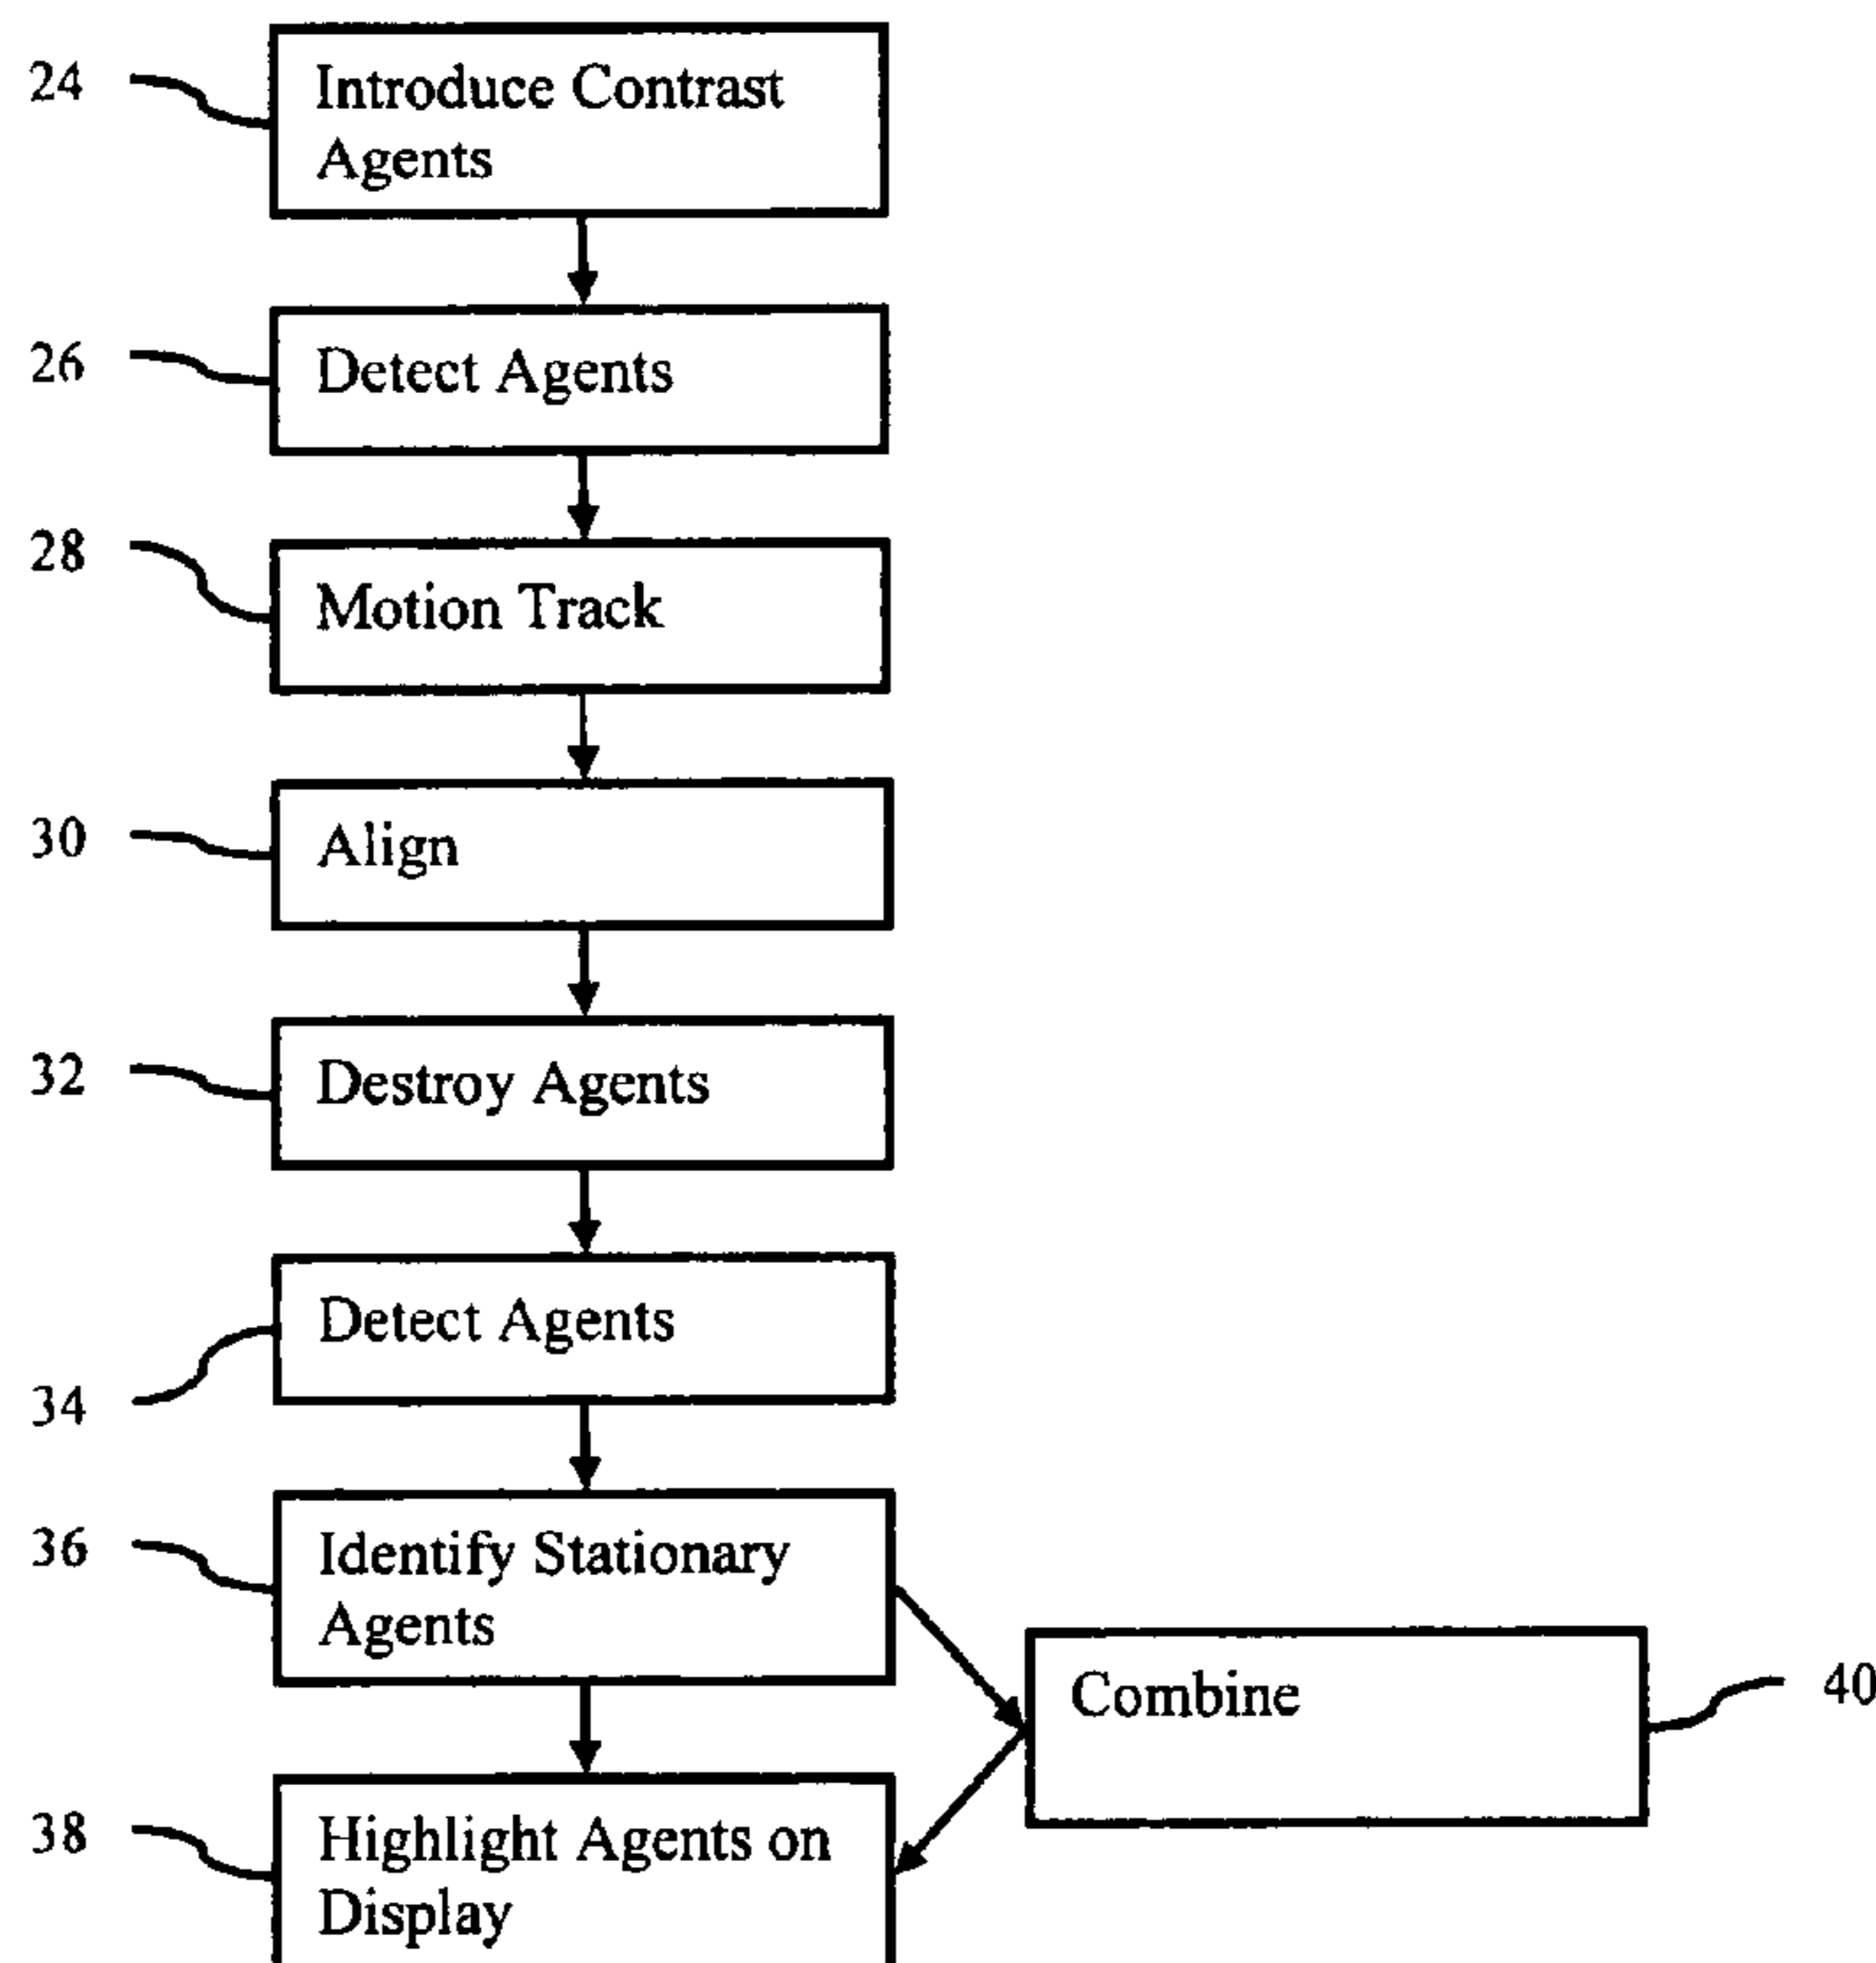 24
Introduce Contrast
Agents
26
Detect Agents
28
Motion Track
30
Align
32
Destroy Agents
Detect Agents
34
36
Identify Stationary
Agents
Combine
40
38
Highlight Agents on
Display